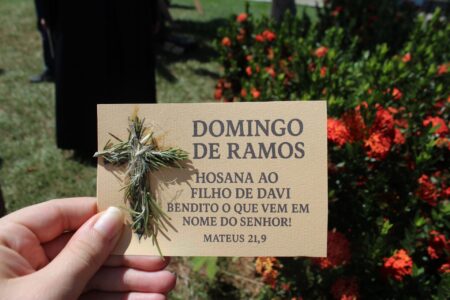 DOMINGO
DE RAMOS
HOSANA AO
FILHO DE DAVI
BENDITO O QUE VEM EM
NOME DO SENHOR!
MATEUS 21,9